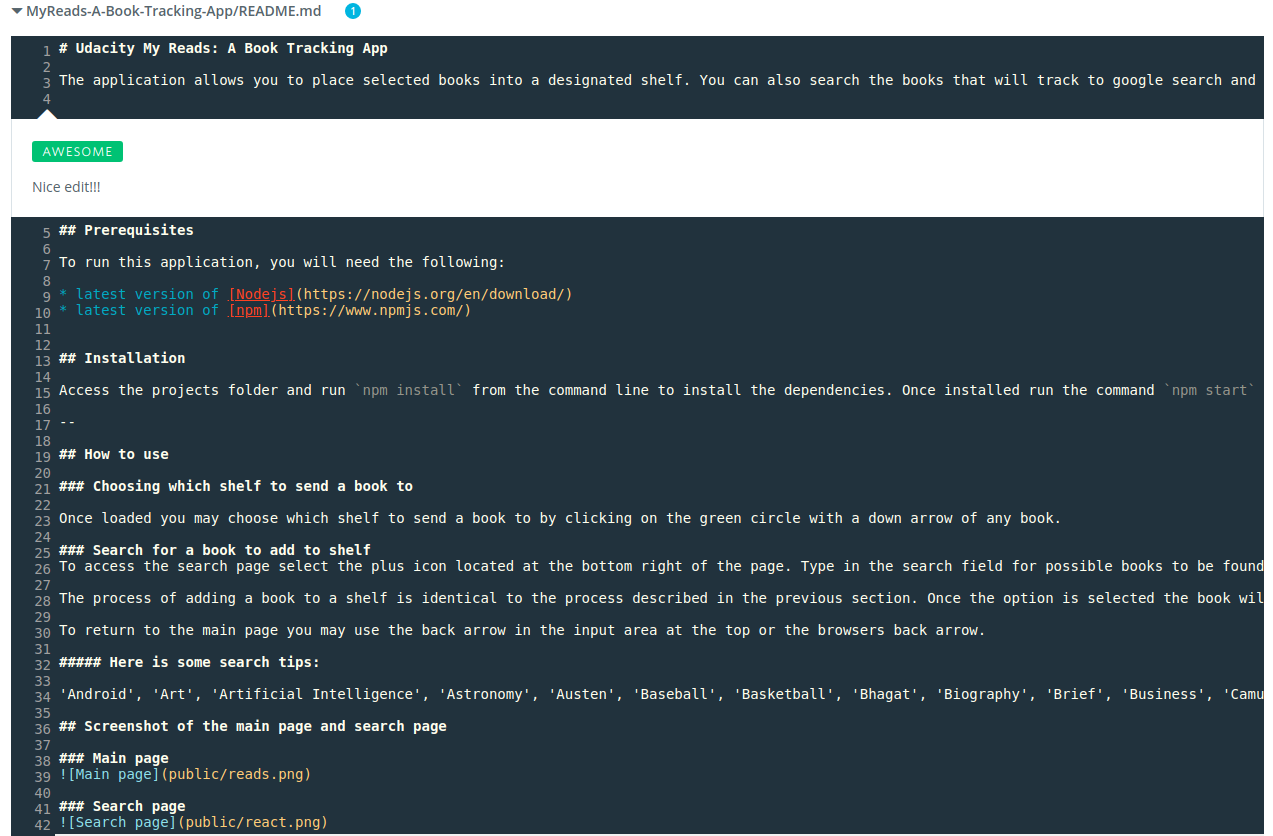 MyReads-A-Book-Tracking-App/README.md 1
1 # Udacity My Reads: A Book Tracking App
2
3 The application allows you to place selected books into a designated shelf. You can also search the books that will track to google search and
4
AWESOME
Nice edit!!!
5 ## Prerequisites
6
7 To run this application, you will need the following:
8
9 * latest version of [Nodejs](https://nodejs.org/en/download/)
10 * latest version of [npm](https://www.npmjs.com/)
11
12
13 ## Installation
14
15 Access the projects folder and run `npm install` from the command line to install the dependencies. Once installed run the command `npm start`
16
17 --
18
19 ## How to use
20
21 ### Choosing which shelf to send a book to
22
23 Once loaded you may choose which shelf to send a book to by clicking on the green circle with a down arrow of any book.
24
25 ### Search for a book to add to shelf
26 To access the search page select the plus icon located at the bottom right of the page. Type in the search field for possible books to be found
27
28 The process of adding a book to a shelf is identical to the process described in the previous section. Once the option is selected the book wil
29
30 To return to the main page you may use the back arrow in the input area at the top or the browsers back arrow.
31
32 ##### Here is some search tips:
33
34 'Android', 'Art', 'Artificial Intelligence', 'Astronomy', 'Austen', 'Baseball', 'Basketball', 'Bhagat', 'Biography', 'Brief', 'Business', 'Camu
35
36 ## Screenshot of the main page and search page
37
38 ### Main page
39 ![Main page](public/reads.png)
40
41 ### Search page
42 ![Search page](public/react.png)